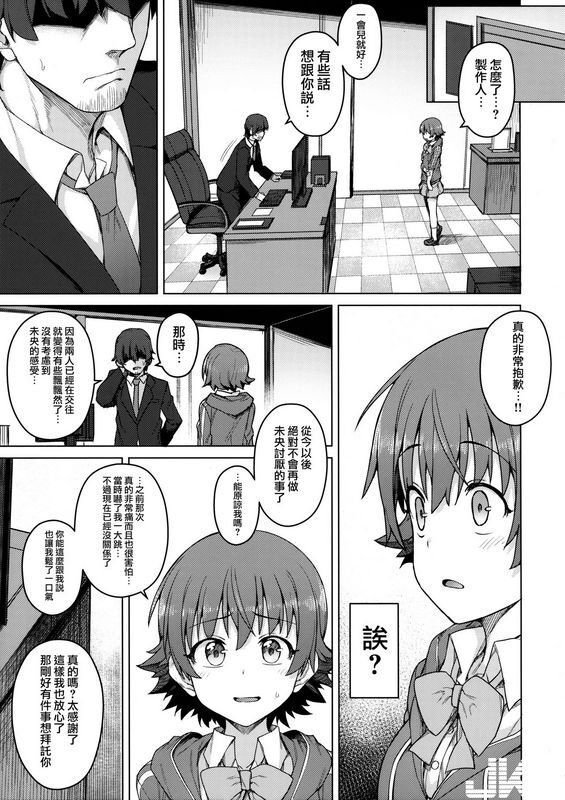 怎麼了…?
製作人…
一會兒就好…
有些話
想跟你説…
真的非常抱歉…!!
誒?
那時…
因為兩人已經在交往
就變得有些飄飄然了…
沒有考慮到
未央的感受…
從今以後
絕對不會再做
未央討厭的事了
…能原諒我嗎?
…之前那次
真的非常痛而且也很害怕…
當時嚇了我一大跳…
不過現在已經沒關係了
你能這麼跟我説
也讓我鬆了一口氣
真的嗎?太感謝了
這樣我也放心了
那剛好有件事想拜託你